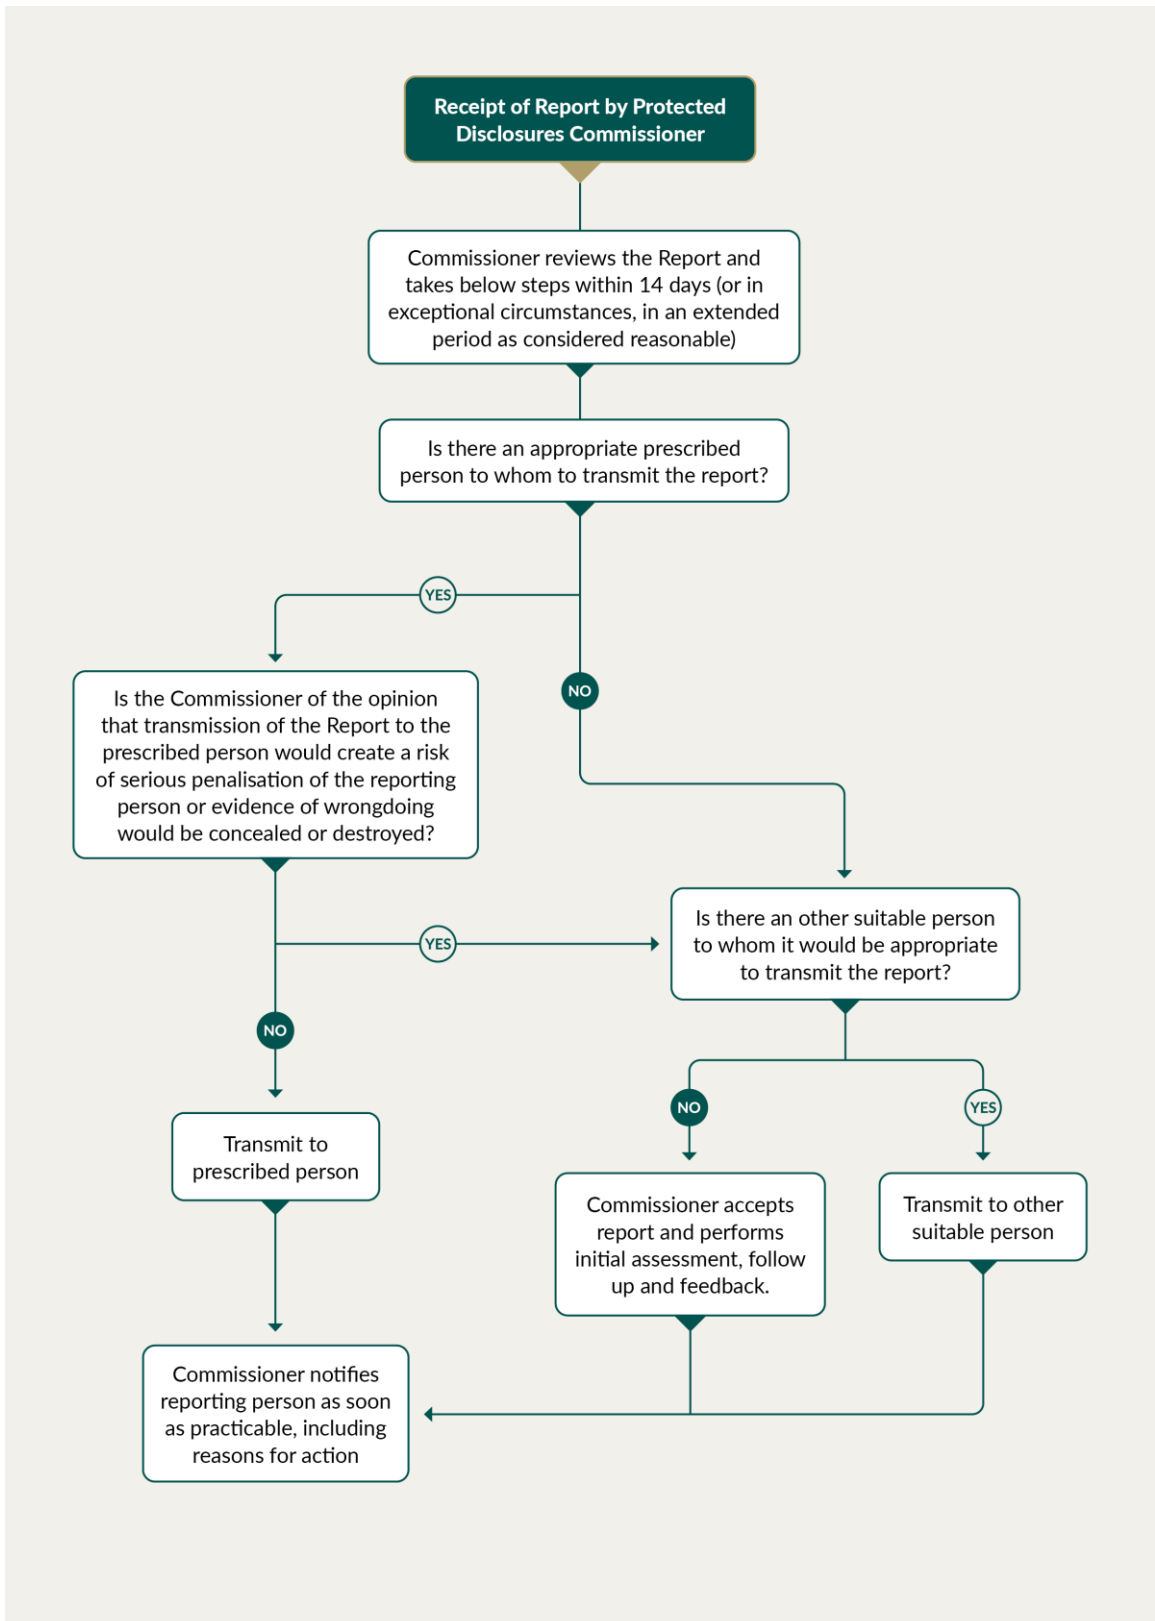 Receipt of Report by Protected
Disclosures Commissioner
Commissioner reviews the Report and
takes below steps within 14 days (or in
exceptional circumstances, in an extended
period as considered reasonable)
Is there an appropriate prescribed
person to whom to transmit the report?
YES
NO
Is the Commissioner of the opinion
that transmission of the Report to the
prescribed person would create a risk
of serious penalisation of the reporting
person or evidence of wrongdoing
would be concealed or destroyed?
Is there an other suitable person
to whom it would be appropriate
to transmit the report?
YES
NO
NO
YES
Transmit to
prescribed person
Commissioner accepts
report and performs
initial assessment, follow
up and feedback.
Transmit to other
suitable person
Commissioner notifies
reporting person as soon
as practicable, including
reasons for action